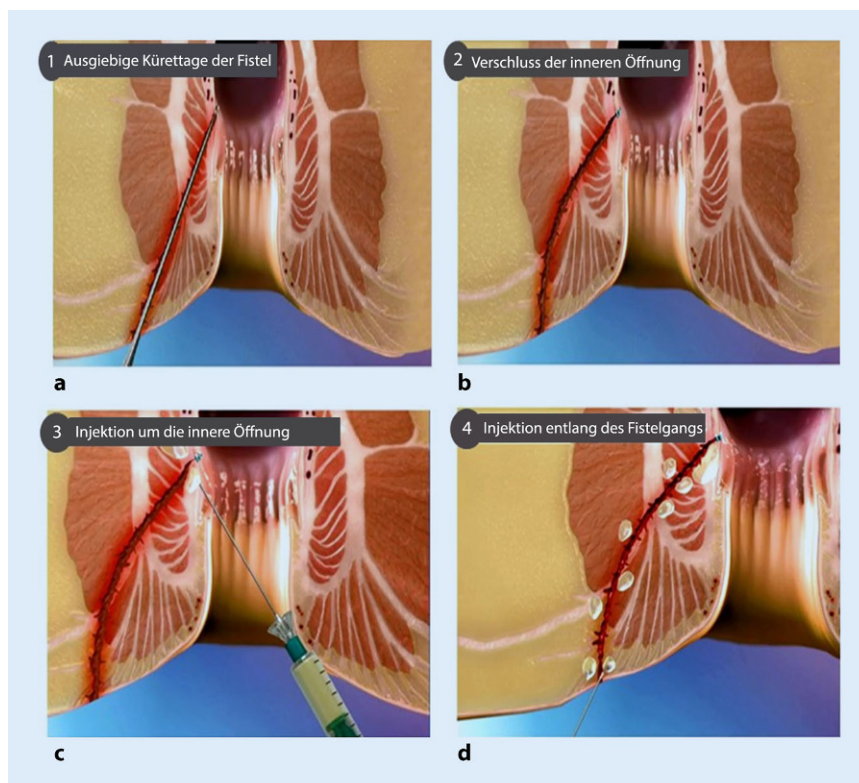 1 Ausgiebige Kürettage der Fistel
2 Verschluss der inneren Öffnung
a
b
3 Injektion um die innere Öffnung
4 Injektion entlang des Fistelgangs
c
d